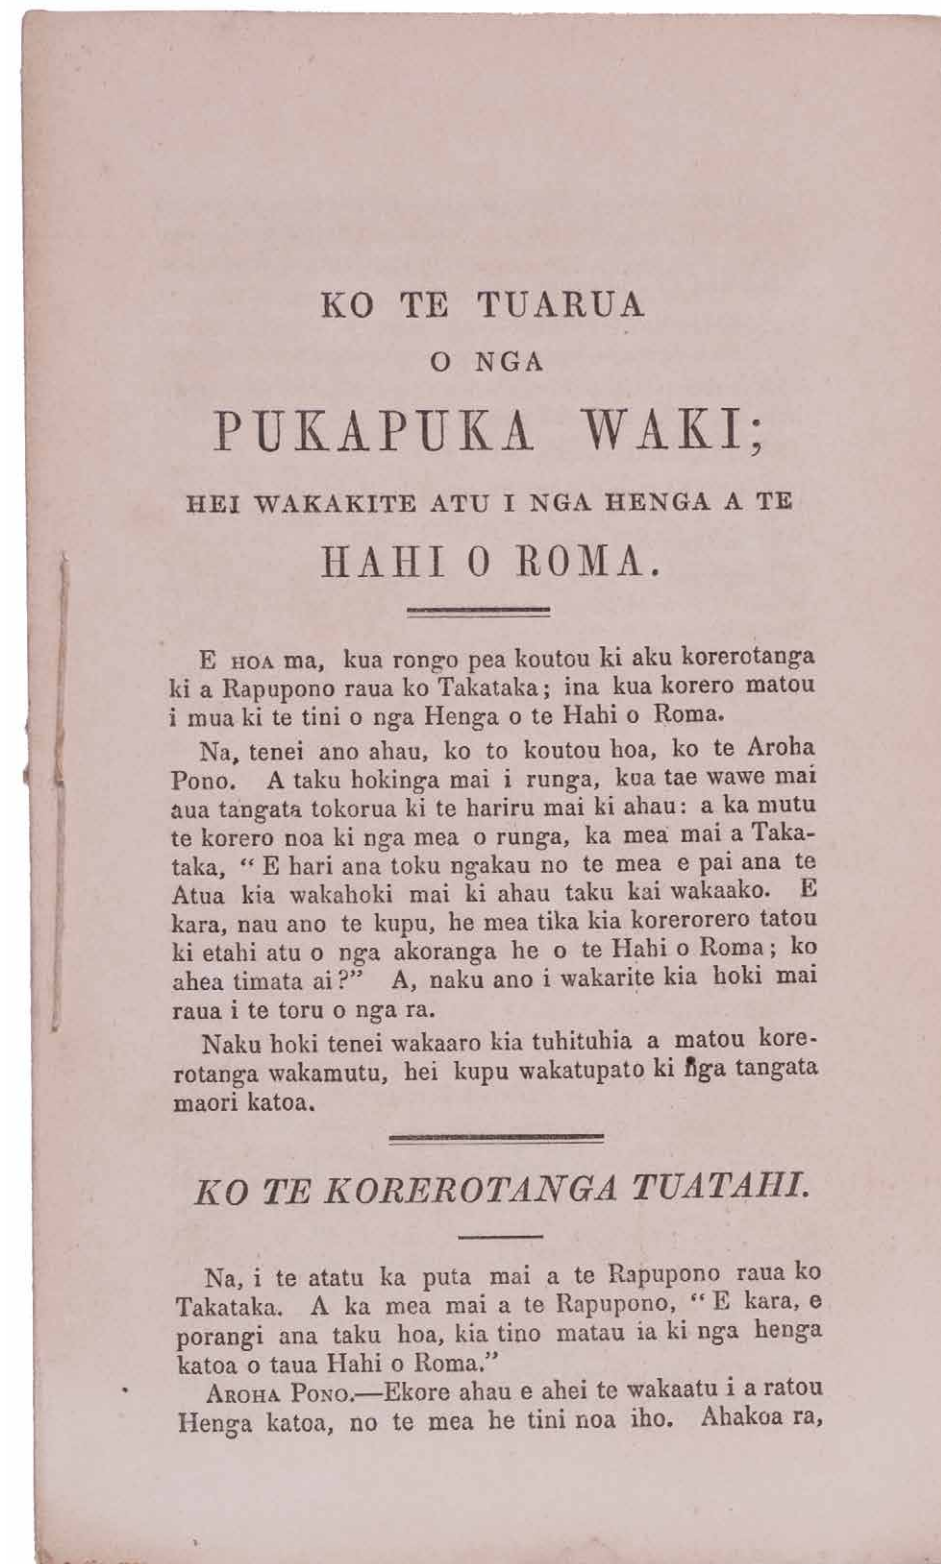 KO TE TUARUA
O NGA
PUKAPUKA WAKI;
HEI WAKAKITE ATU I NGA HENGA A TE
HAHI O ROMA.
E HOA ma, kua rongo pea koutou ki aku korerotanga
ki a Rapupono raua ko Takataka; ina kua korero matou
i mua ki te tini o nga Henga o te Hahi o Roma.
Na, tenei ano ahau, ko to koutou hoa, ko te Aroha
Pono. A taku hokinga mai i runga, kua tae wawe mai
aua tangata tokorua ki te hariru mai ki ahau: a ka mutu
te korero noa ki nga mea o runga, ka mea mai a Taka-
taka, “ E hari ana toku ngakau no te mea e pai ana te
Atua kia wakahoki mai ki ahau taku kai wakaako. E
kara, nau ano te kupu, he mea tika kia korerorero tatou
ki etahi atu o nga akoranga he o te Hahi o Roma; ko
ahea timata ai?” A, naku ano i wakarite kia hoki mai
raua i te toru o nga ra.
Naku hoki tenei wakaaro kia tuhituhia a matou kore-
rotanga wakamutu, hei kupu wakatupato ki nga tangata
maori katoa.
KO TE KOREROTANGA TUATAHI.
Na, i te atatu ka puta mai a te Rapupono raua ko
Takataka. A ka mea mai a te Rapupono, “ E kara, e
porangi ana taku hoa, kia tino matau ia ki nga henga
katoa o taua Hahi o Roma.”
AROHA PONO.—Ekore ahau e ahei te wakaatu i a ratou
Henga katoa, no te mea he tini noa iho. Ahakoa ra,